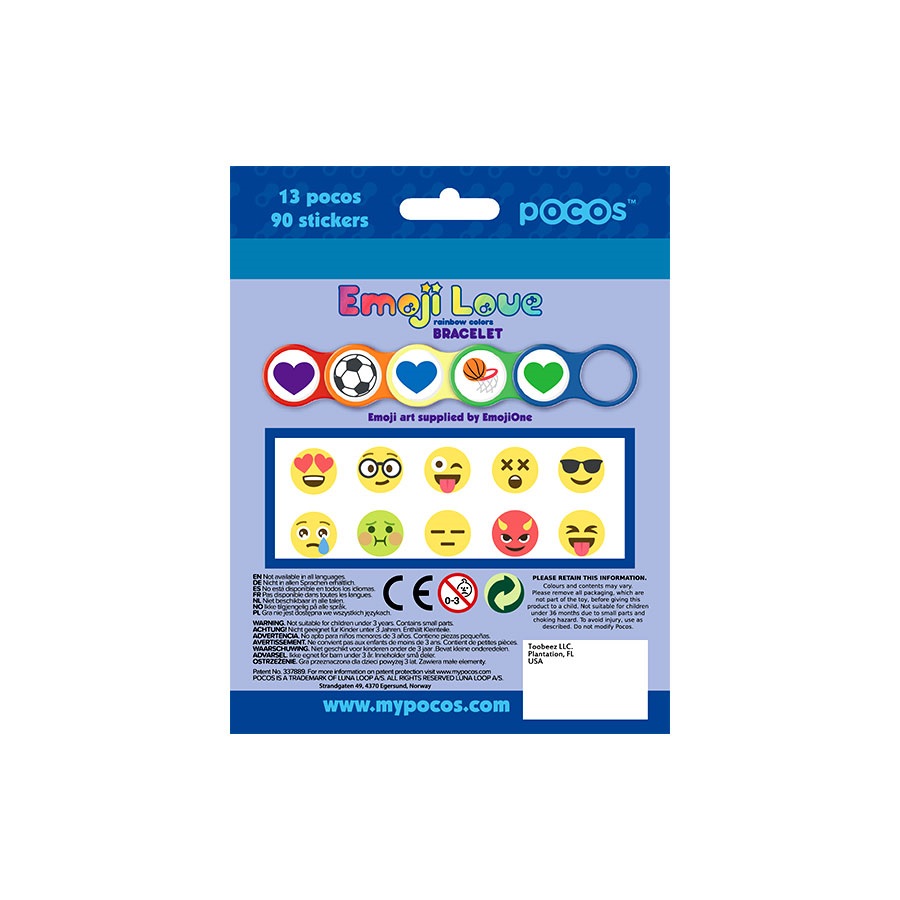 13 pocos
90 stickers
pocos™
Emoji Love
rainbow colors
BRACELET
Emoji art supplied by EmojiOne
EN Not available in all languages.
DE Nicht in allen Sprachen erhältlich.
ES No está disponible en todos los idiomas.
FR Pas disponible dans toutes les langues.
NL Niet beschikbaar in alle talen.
NO Ikke tilgjengelig på alle språk.
PL Gra nie jest dostępna we wszystkich językach.
CE
0-3
WARNING. Not suitable for children under 3 years. Contains small parts.
ACHTUNG! Nicht geeignet für Kinder unter 3 Jahren. Enthält Kleinteile.
ADVERTENCIA. No apto para niños menores de 3 años. Contiene piezas pequeñas.
AVERTISSEMENT. Ne convient pas aux enfants de moins de 3 ans. Contient de petites pièces.
WAARSCHUWING. Niet geschikt voor kinderen onder de 3 jaar. Bevat kleine onderdelen.
ADVARSEL. Ikke egnet for barn under 3 år. Inneholder små deler.
OSTRZEŻENIE. Gra przeznaczona dla dzieci powyżej 3 lat. Zawiera małe elementy.
Patent No. 337889. For more information on patent protection visit www.mypocos.com
POCOS IS A TRADEMARK OF LUNA LOOP A/S. ALL RIGHTS RESERVED LUNA LOOP A/S.
Strandgaten 49, 4370 Egersund, Norway
PLEASE RETAIN THIS INFORMATION.
Colours and contents may vary.
Please remove all packaging, which are
not part of the toy, before giving this
product to a child. Not suitable for children
under 36 months due to small parts and
choking hazard. To avoid injury, use as
described. Do not modify Pocos.
Toobeez LLC.
Plantation, FL
USA
www.mypocos.com